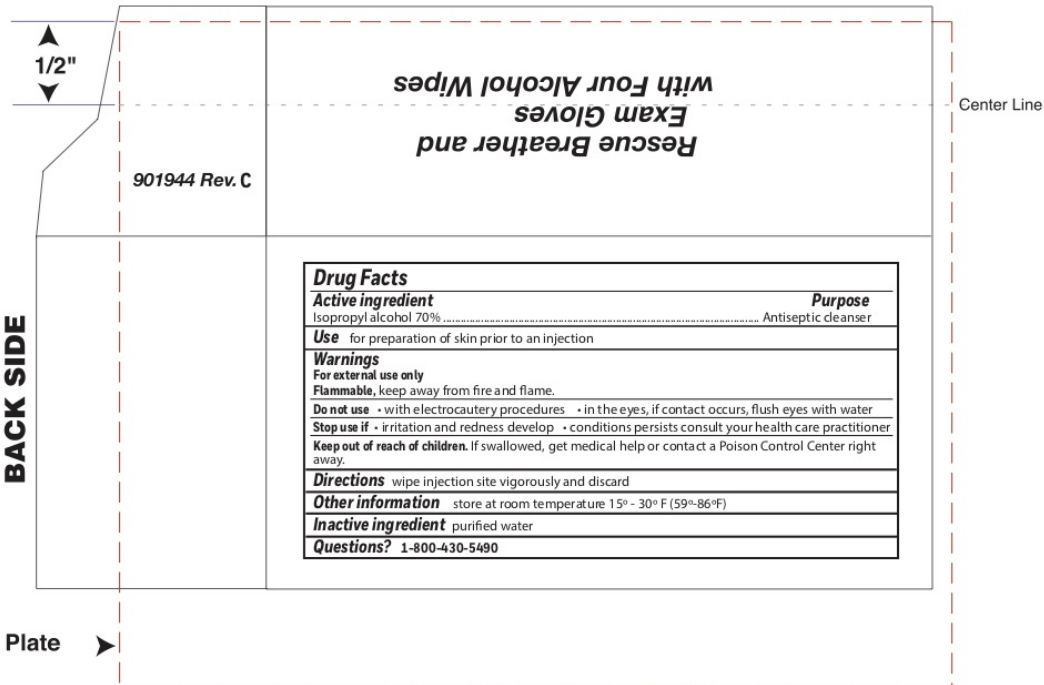 1/2"
Center Line
Rescue Breather and
Exam Gloves
with Four Alcohol Wipes
901944 Rev. C
BACK SIDE
Drug Facts
Active ingredient Purpose
Isopropyl alcohol 70% ........................................................................................................... Antiseptic cleanser
Use for preparation of skin prior to an injection
Warnings
For external use only
Flammable, keep away from fire and flame.
Do not use • with electrocautery procedures • in the eyes, if contact occurs, flush eyes with water
Stop use if • irritation and redness develop • conditions persists consult your health care practitioner
Keep out of reach of children. If swallowed, get medical help or contact a Poison Control Center right
away.
Directions wipe injection site vigorously and discard
Other information store at room temperature 15º - 30º F (59º-86ºF)
Inactive ingredient purified water
Questions? 1-800-430-5490
Plate